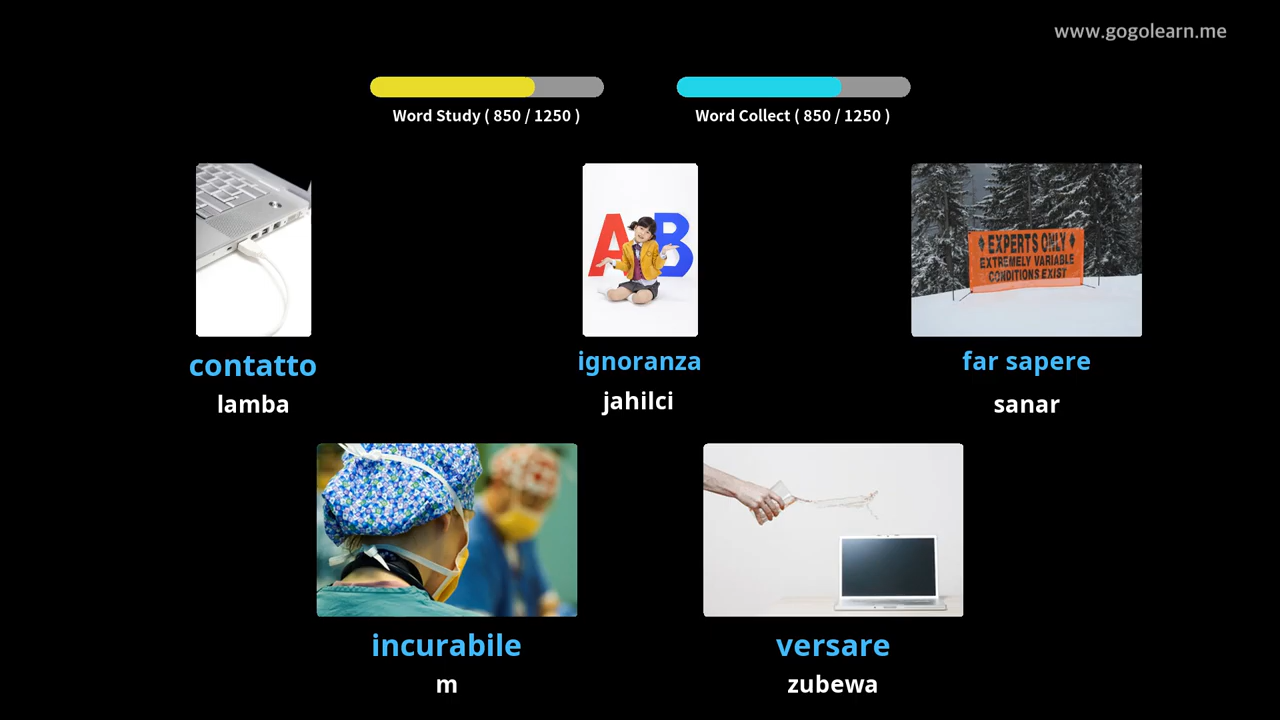 www.gogolearn.me
Word Study ( 850 / 1250 )
Word Collect ( 850 / 1250 )
A B
EXPERTS ONLY
EXTREMELY VARIABLE
CONDITIONS EXIST
contatto
lamba
ignoranza
jahilci
far sapere
sanar
incurabile
m
versare
zubewa